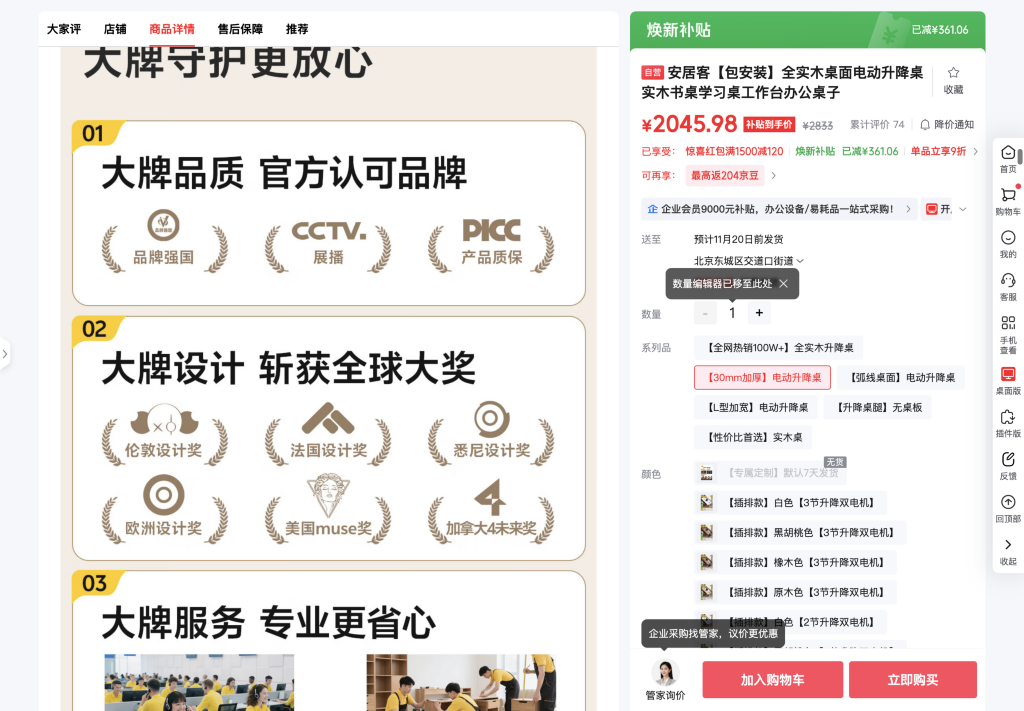 大家评 店铺 商品详情 售后保障 推荐
大牌守护更放心
01
大牌品质 官方认可品牌
品牌强国
CCTV.
展播
PICC
产品质保
02
大牌设计 斩获全球大奖
伦敦设计奖
法国设计奖
悉尼设计奖
欧洲设计奖
美国muse奖
加拿大4未来奖
03
大牌服务 专业更省心
焕新补贴 已减¥361.06
自营 安居客【包安装】全实木桌面电动升降桌
实木书桌学习桌工作台办公桌子
收藏
¥2045.98 补贴到手价 ¥2833 累计评价 74 降价通知
已享受: 惊喜红包满1500减120 焕新补贴 已减¥361.06 单品立享9折
可再享: 最高返204京豆
企业会员9000元补贴，办公设备/易耗品一站式采购！ 开.
送至 预计11月20日前发货
北京东城区交道口街道
数量编辑器已移至此处
数量 - 1 +
系列品 【全网热销100W+】全实木升降桌
【30mm加厚】电动升降桌 【弧线桌面】电动升降桌
【L型加宽】电动升降桌 【升降桌腿】无桌板
【性价比首选】实木桌
无货
颜色 【专属定制】默认7天发货
【插排款】白色【3节升降双电机】
【插排款】黑胡桃色【3节升降双电机】
【插排款】橡木色【3节升降双电机】
【插排款】原木色【3节升降双电机】
【插排款】白色【2节升降双电机】
企业采购找管家，议价更优惠
管家询价
加入购物车
立即购买
首页
购物车
我的
客服
手机
查看
桌面版
插件版
反馈
回顶部
收起